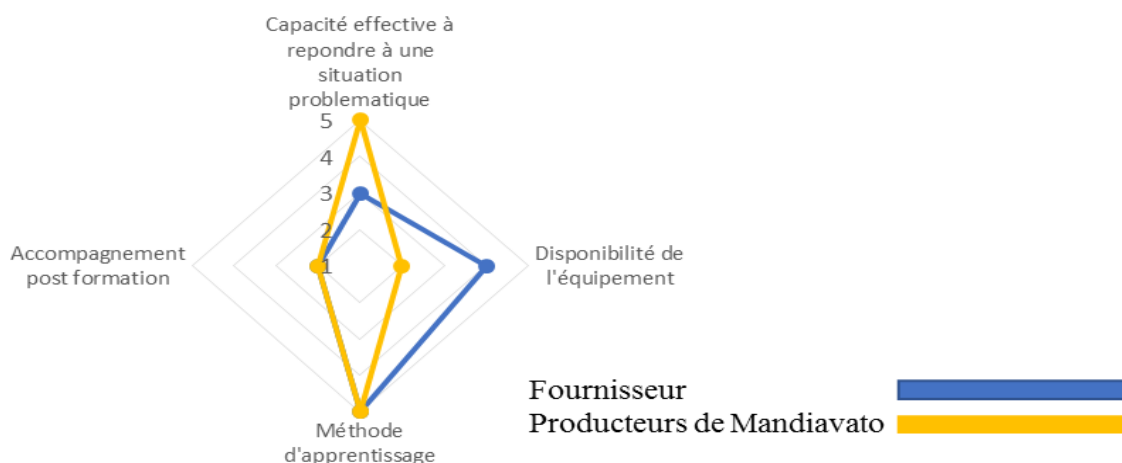 Capacité effective à
repondre à une
situation
problematique
5
4
3
2
1
Accompagnement
post formation
Disponibilité de
l'équipement
Méthode
d'apprentissage
Fournisseur
Producteurs de Mandiavato